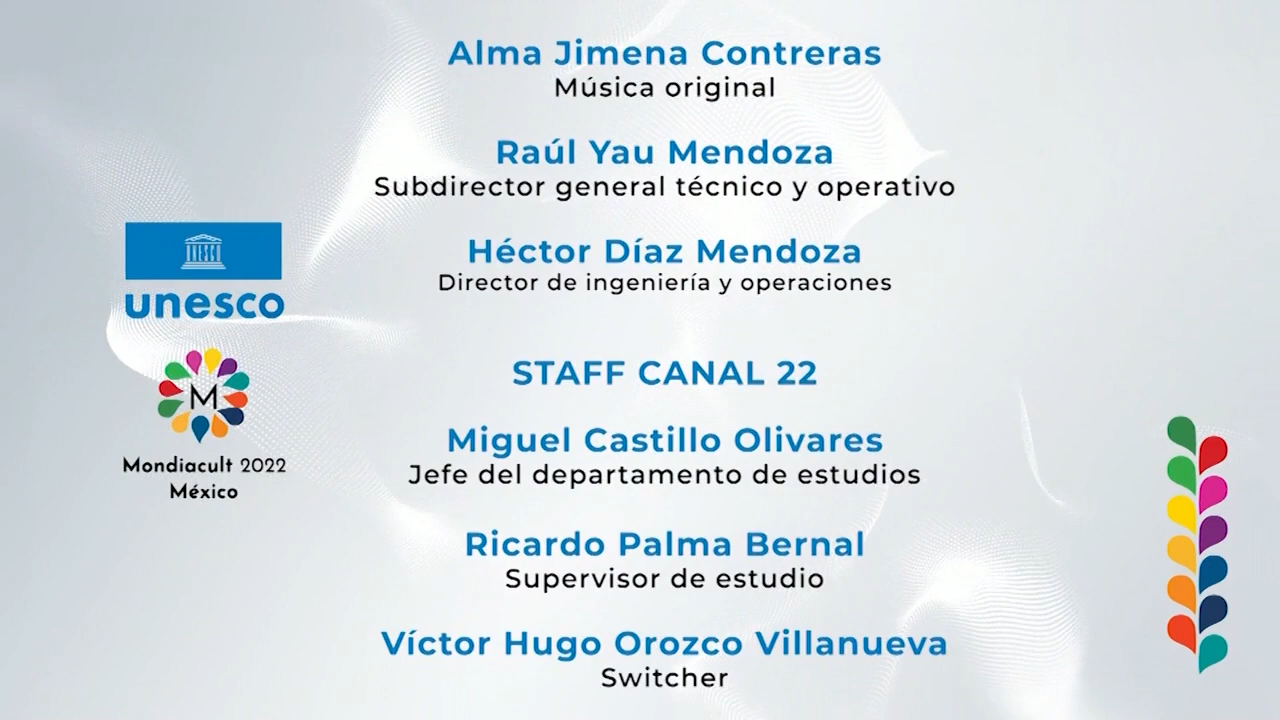 Alma Jimena Contreras
Música original
Raúl Yau Mendoza
Subdirector general técnico y operativo
Héctor Díaz Mendoza
Director de ingeniería y operaciones
UNESCO
unesco
M
Mondiacult 2022
México
STAFF CANAL 22
Miguel Castillo Olivares
Jefe del departamento de estudios
Ricardo Palma Bernal
Supervisor de estudio
Víctor Hugo Orozco Villanueva
Switcher